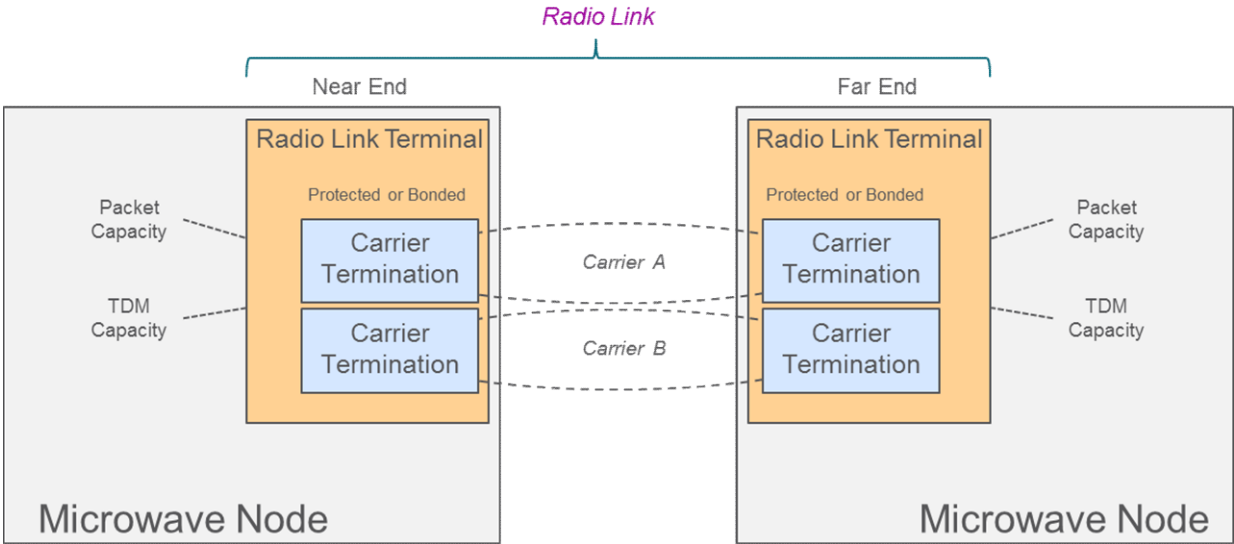 Radio Link
Near End
Far End
Radio Link Terminal
Radio Link Terminal
Protected or Bonded
Protected or Bonded
Packet
Capacity
Carrier
Termination
Carrier A
Carrier
Termination
Packet
Capacity
TDM
Capacity
Carrier
Termination
Carrier B
Carrier
Termination
TDM
Capacity
Microwave Node
Microwave Node